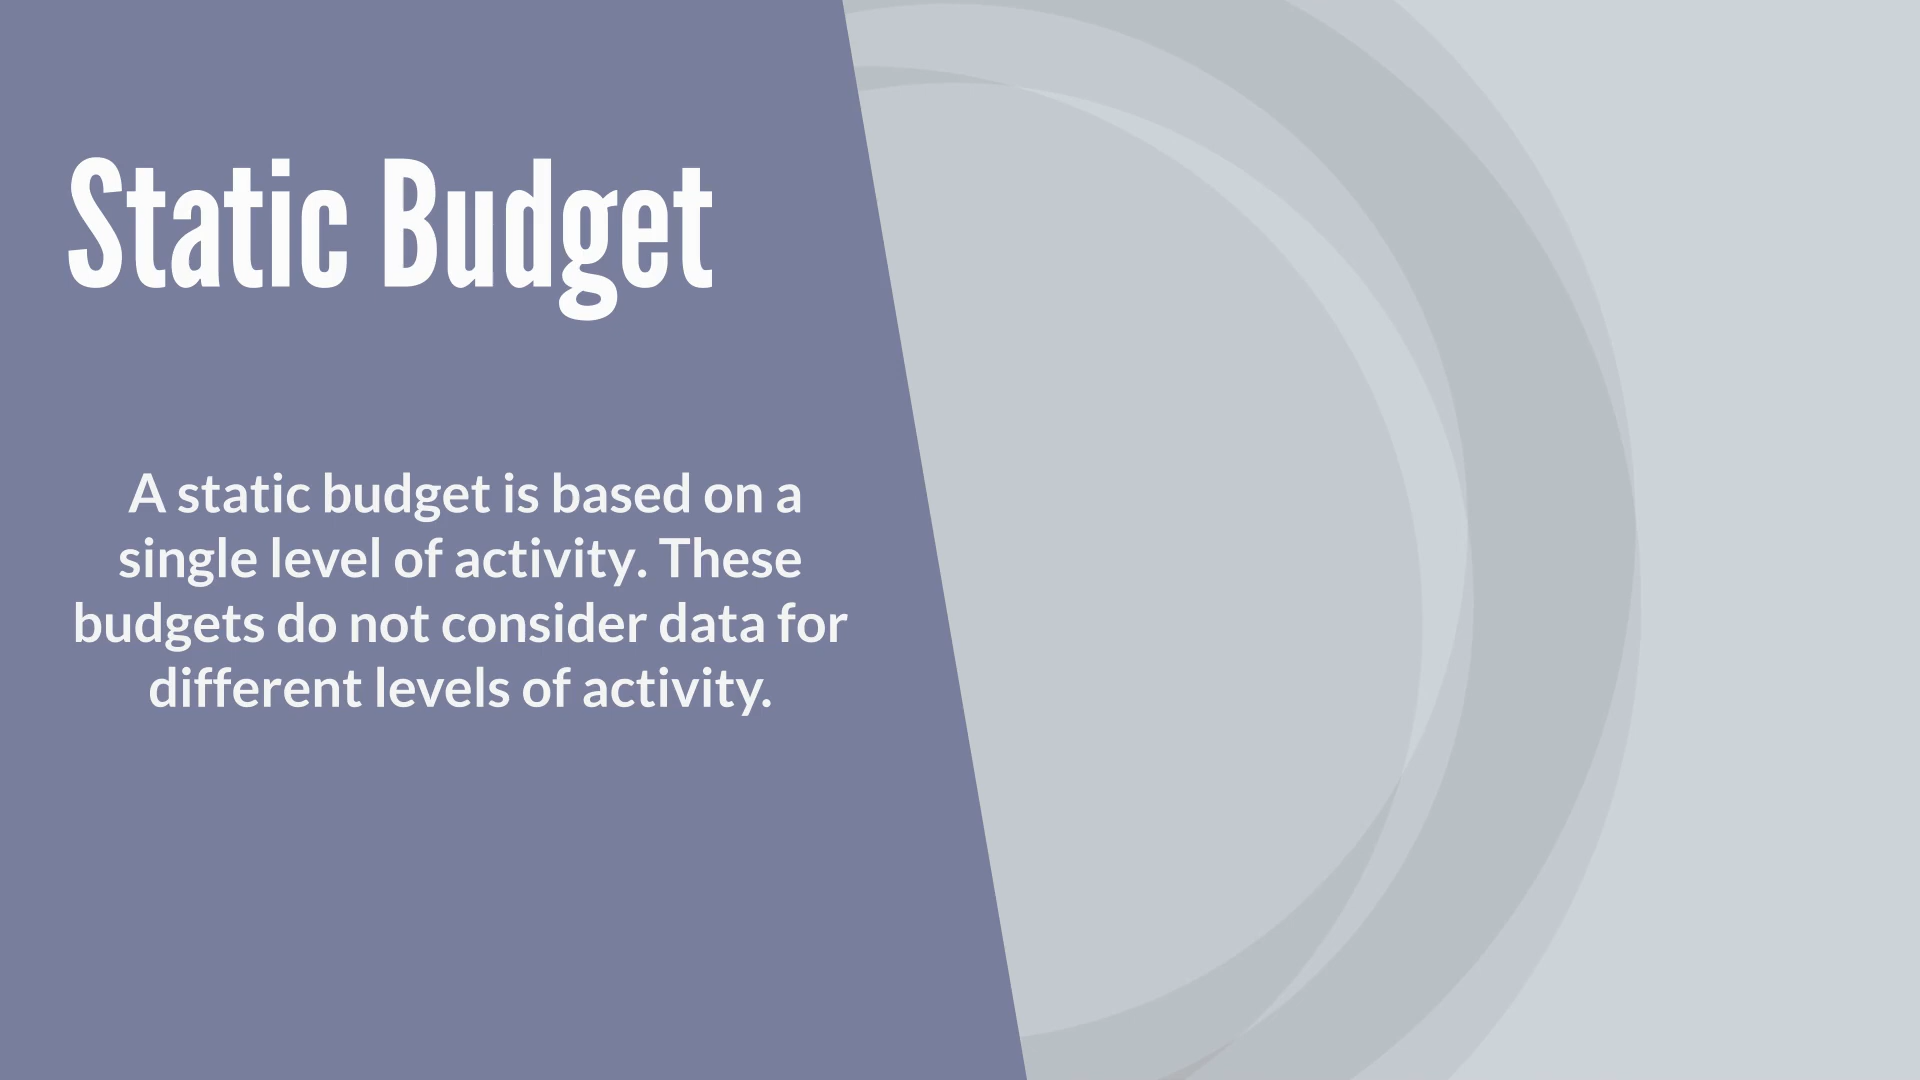 Static Budget
A static budget is based on a
single level of activity. These
budgets do not consider data for
different levels of activity.